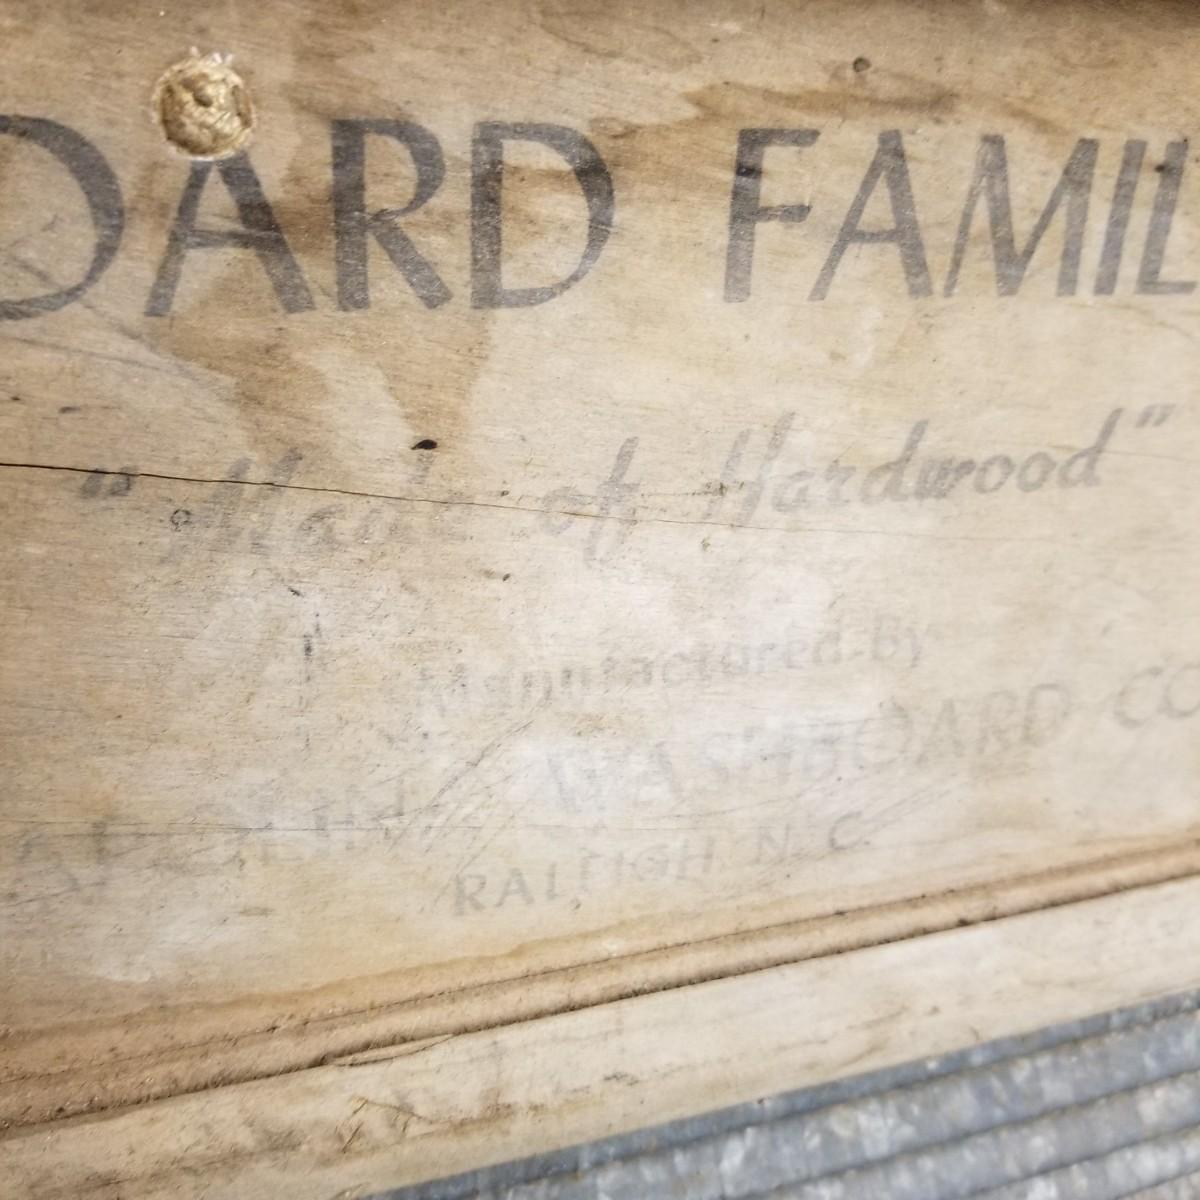 OARD FAMIL
"Made of Hardwood"
Manufactured By
WASHBOARD CO
RALEIGH N. C.